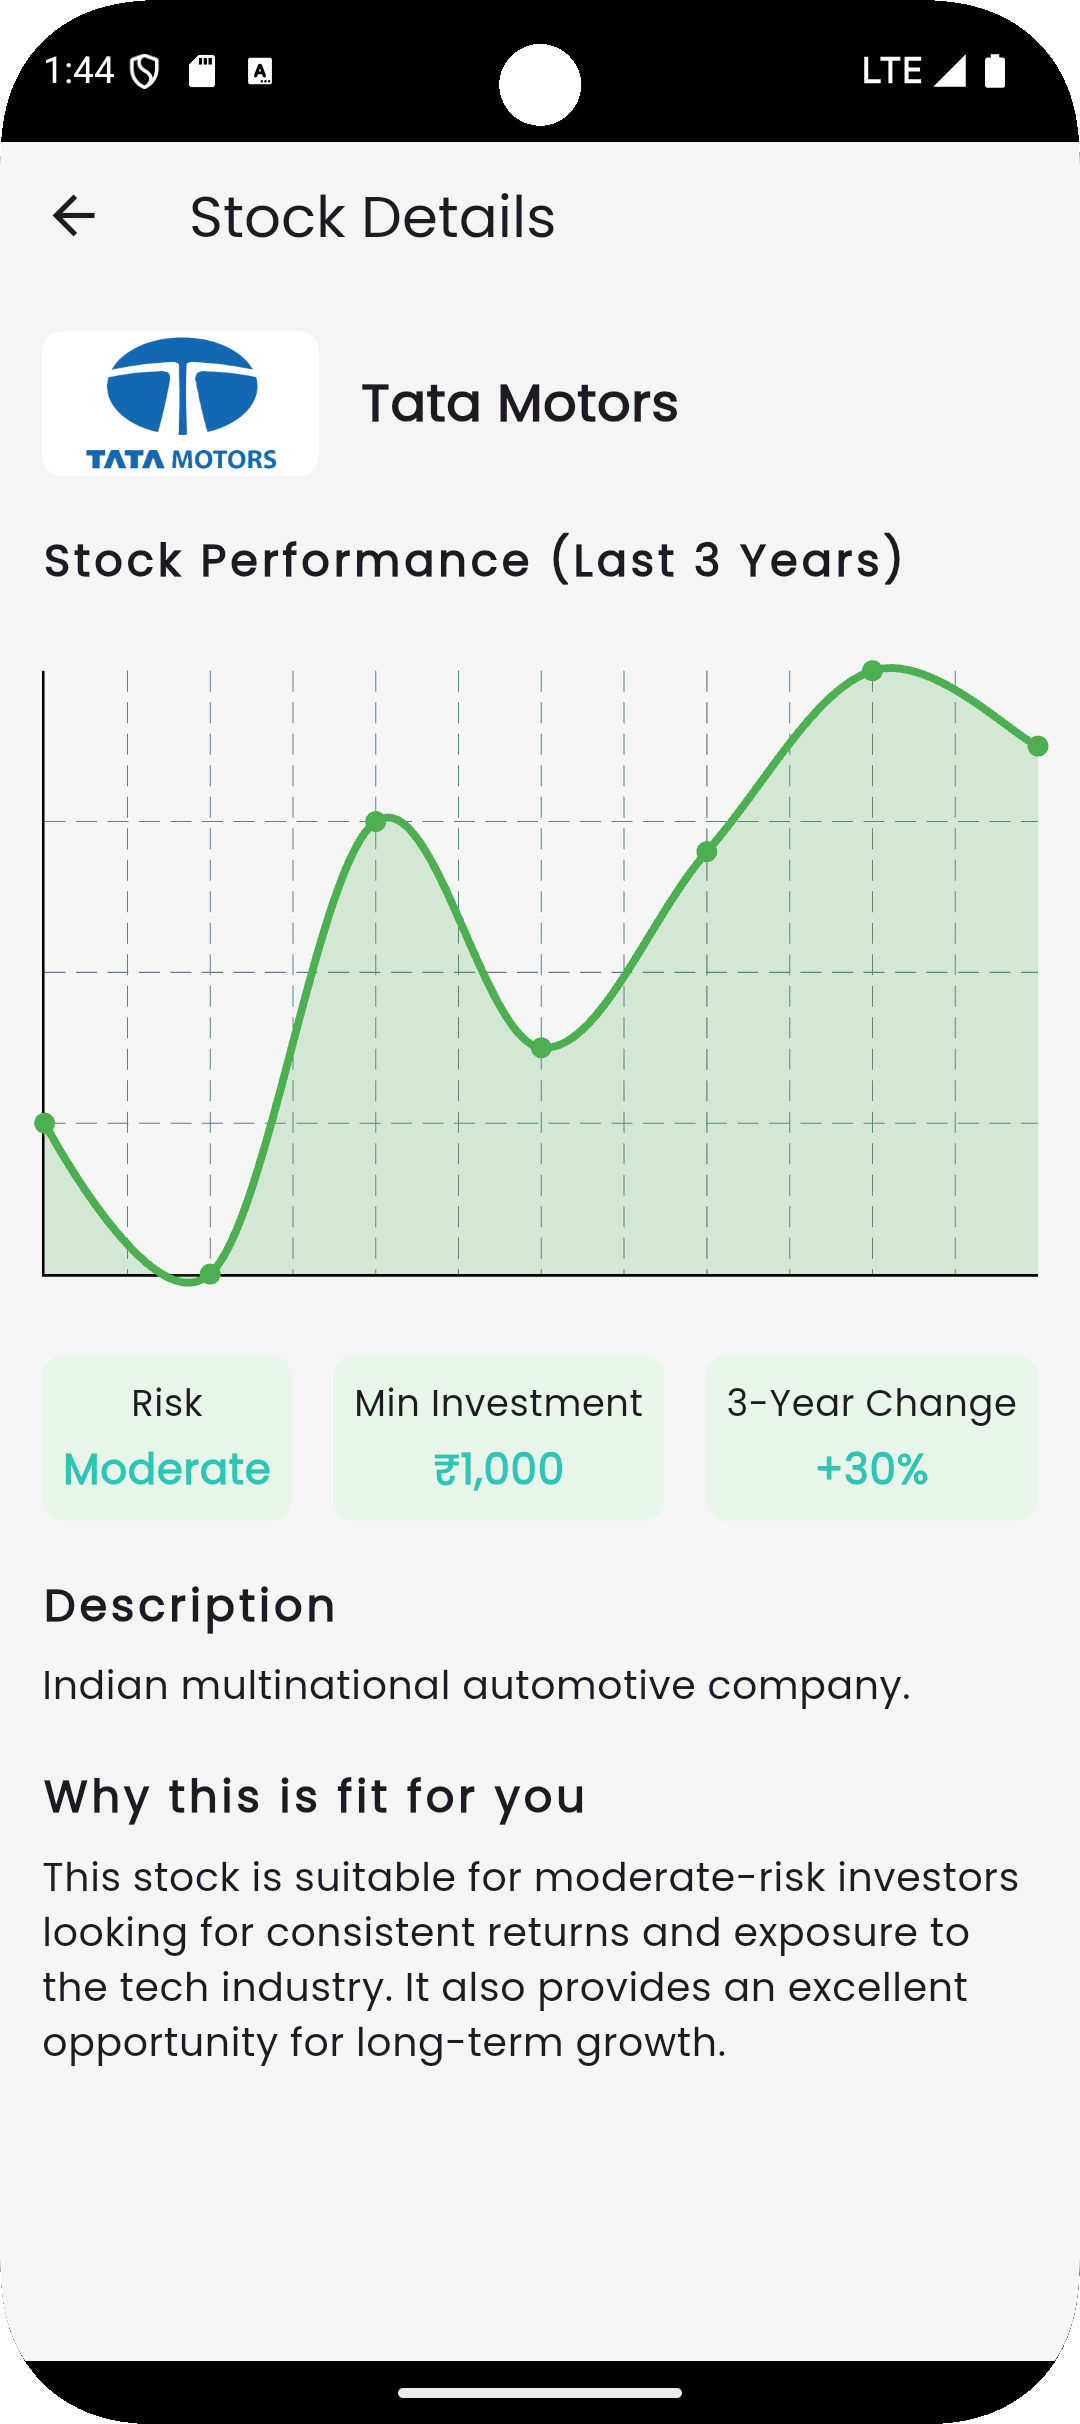 1:44
LTE
Stock Details
TATA MOTORS
Tata Motors
Stock Performance (Last 3 Years)
Risk
Moderate
Min Investment
₹1,000
3-Year Change
+30%
Description
Indian multinational automotive company.
Why this is fit for you
This stock is suitable for moderate-risk investors
looking for consistent returns and exposure to
the tech industry. It also provides an excellent
opportunity for long-term growth.